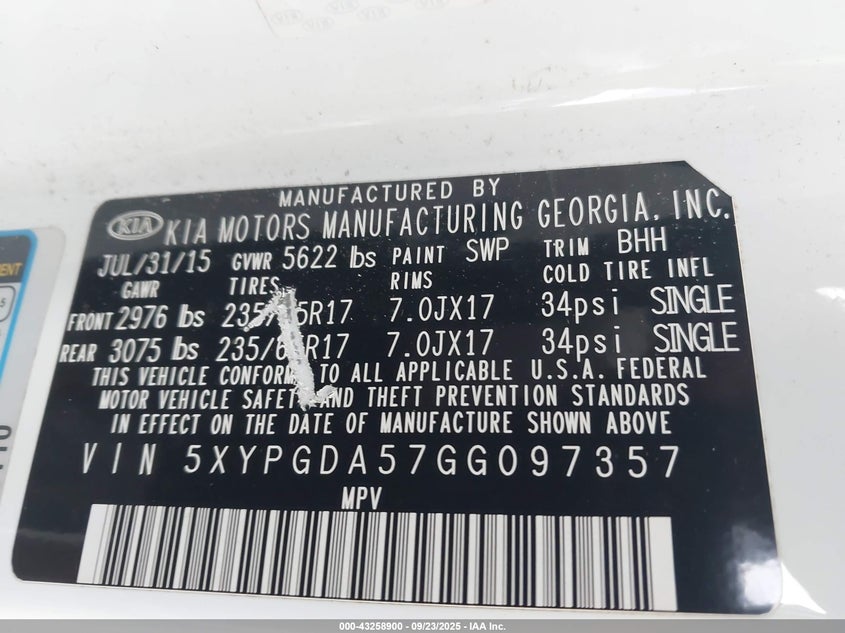 MANUFACTURED BY
KIA KIA MOTORS MANUFACTURING GEORGIA, INC.
JUL/31/15 GVWR 5622 lbs PAINT SWP TRIM BHH
GAWR TIRES RIMS COLD TIRE INFL
FRONT 2976 lbs R17 7.0JX17 34psi SINGLE
REAR 3075 lbs R17 7.0JX17 34psi SINGLE
THIS VEHICLE TO ALL APPLICABLE U.S.A. FEDERAL
MOTOR VEHICLE AND THEFT PREVENTION STANDARDS
IN EFFECT ON THE DATE OF MANUFACTURE SHOWN ABOVE
VIN 5XYPGDA57GG097357
MPV
000-43258900 - 09/23/2025 - IAA Inc.